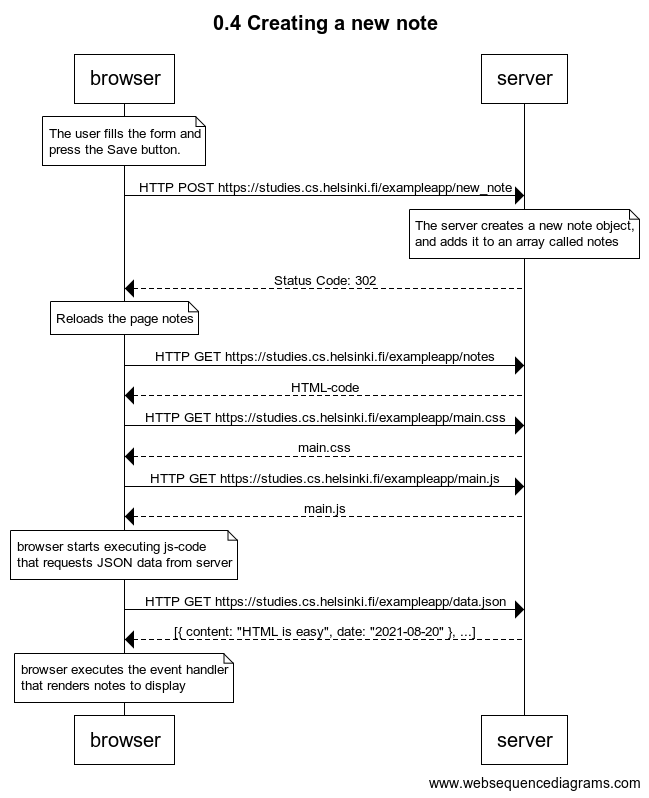 0.4 Creating a new note
browser
server
The user fills the form and
press the Save button.
HTTP POST https://studies.cs.helsinki.fi/exampleapp/new_note
The server creates a new note object,
and adds it to an array called notes
Status Code: 302
Reloads the page notes
HTTP GET https://studies.cs.helsinki.fi/exampleapp/notes
HTML-code
HTTP GET https://studies.cs.helsinki.fi/exampleapp/main.css
main.css
HTTP GET https://studies.cs.helsinki.fi/exampleapp/main.js
main.js
browser starts executing js-code
that requests JSON data from server
HTTP GET https://studies.cs.helsinki.fi/exampleapp/data.json
[{ content: "HTML is easy", date: "2021-08-20" }, ...]
browser executes the event handler
that renders notes to display
browser
server
www.websequencediagrams.com